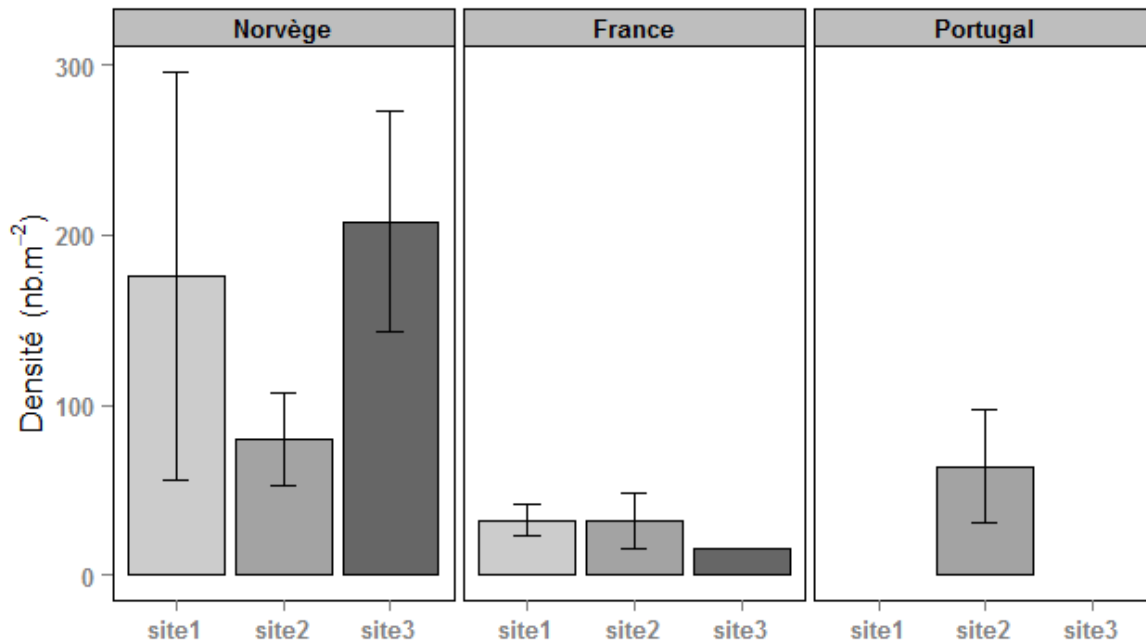 Norvège France Portugal
300
200
100
0
Densité (nb.m⁻²)
site1 site2 site3 site1 site2 site3 site1 site2 site3